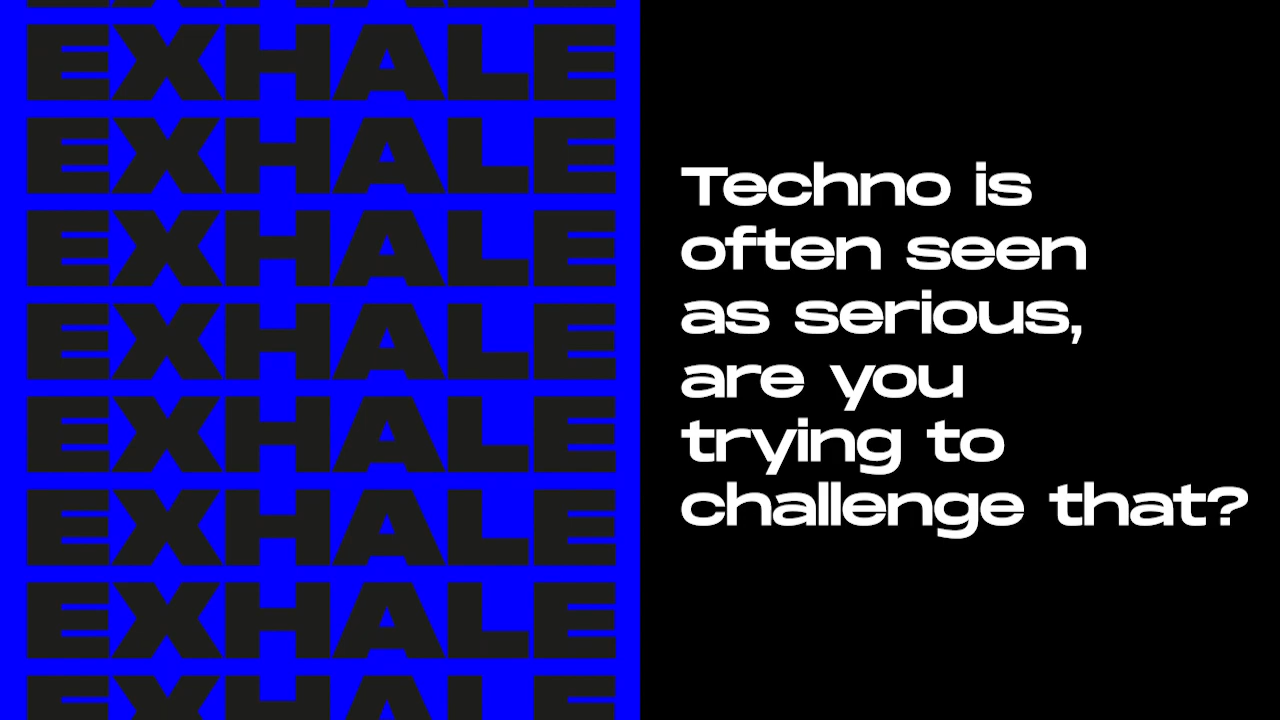 EXHALE
EXHALE
EXHALE
EXHALE
EXHALE
EXHALE
EXHALE
EXHALE
Techno is
often seen
as serious,
are you
trying to
challenge that?